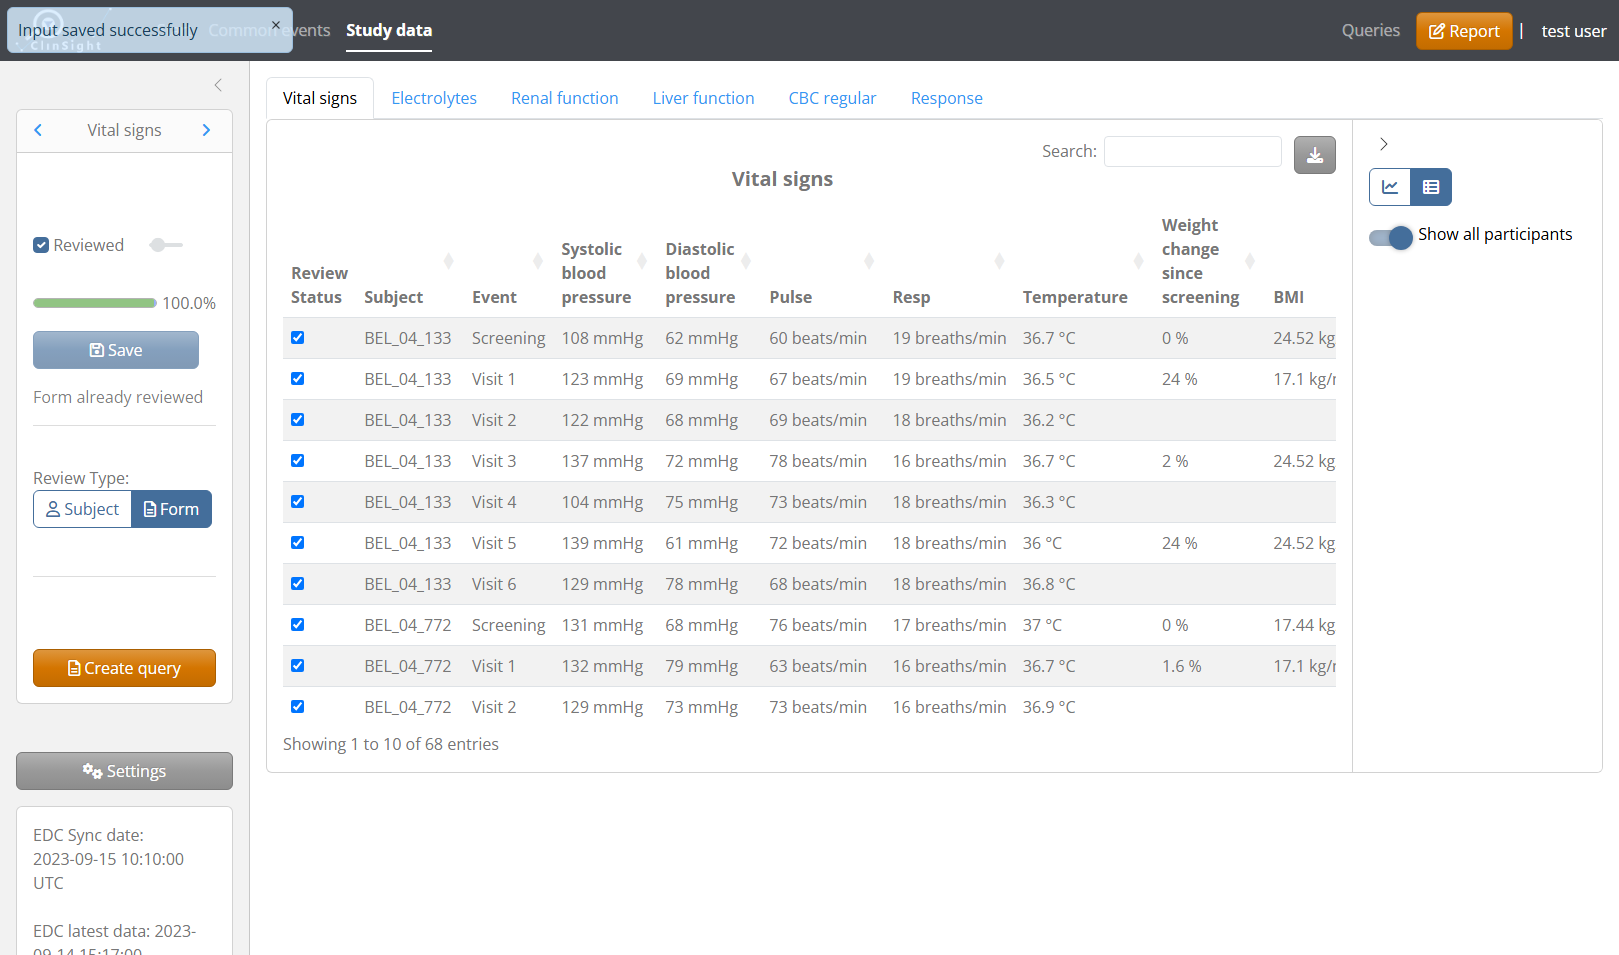 Input saved successfully
×
Common events
Study data
Queries
Report
|
test user
ClinSight
Vital signs
Reviewed
100.0%
Save
Form already reviewed
Review Type:
Subject
Form
Create query
Settings
EDC Sync date:
2023-09-15 10:10:00
UTC
EDC latest data: 2023-
09-14 15:17:00
Vital signs
Electrolytes
Renal function
Liver function
CBC regular
Response
Search:
Vital signs
Review Status Subject Event Systolic blood pressure Diastolic blood pressure Pulse Resp Temperature Weight change since screening BMI
BEL_04_133 Screening 108 mmHg 62 mmHg 60 beats/min 19 breaths/min 36.7 °C 0 % 24.52 kg
BEL_04_133 Visit 1 123 mmHg 69 mmHg 67 beats/min 19 breaths/min 36.5 °C 24 % 17.1 kg/
BEL_04_133 Visit 2 122 mmHg 68 mmHg 69 beats/min 18 breaths/min 36.2 °C
BEL_04_133 Visit 3 137 mmHg 72 mmHg 78 beats/min 16 breaths/min 36.7 °C 2 % 24.52 kg
BEL_04_133 Visit 4 104 mmHg 75 mmHg 73 beats/min 18 breaths/min 36.3 °C
BEL_04_133 Visit 5 139 mmHg 61 mmHg 72 beats/min 18 breaths/min 36 °C 24 % 24.52 kg
BEL_04_133 Visit 6 129 mmHg 78 mmHg 68 beats/min 18 breaths/min 36.8 °C
BEL_04_772 Screening 131 mmHg 68 mmHg 76 beats/min 17 breaths/min 37 °C 0 % 17.44 kg
BEL_04_772 Visit 1 132 mmHg 79 mmHg 63 beats/min 16 breaths/min 36.7 °C 1.6 % 17.1 kg/
BEL_04_772 Visit 2 129 mmHg 73 mmHg 73 beats/min 16 breaths/min 36.9 °C
Showing 1 to 10 of 68 entries
Show all participants